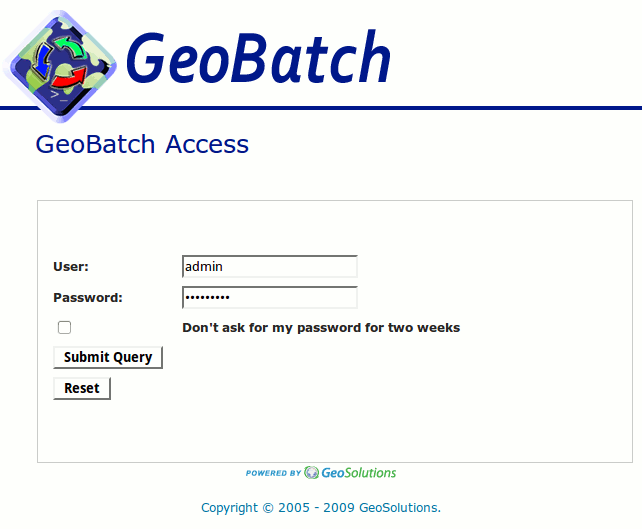 GeoBatch
>_
GeoBatch Access
User: admin
Password: •••••••••
Don't ask for my password for two weeks
Submit Query
Reset
POWERED BY GeoSolutions
Copyright © 2005 - 2009 GeoSolutions.